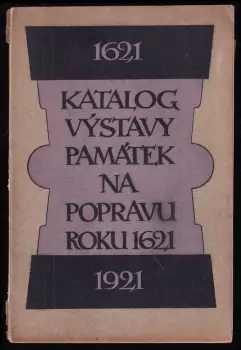 1621
KATALOG
VÝSTAVY
PAMÁTEK
NA
POPRAVU
ROKU 1621
1921